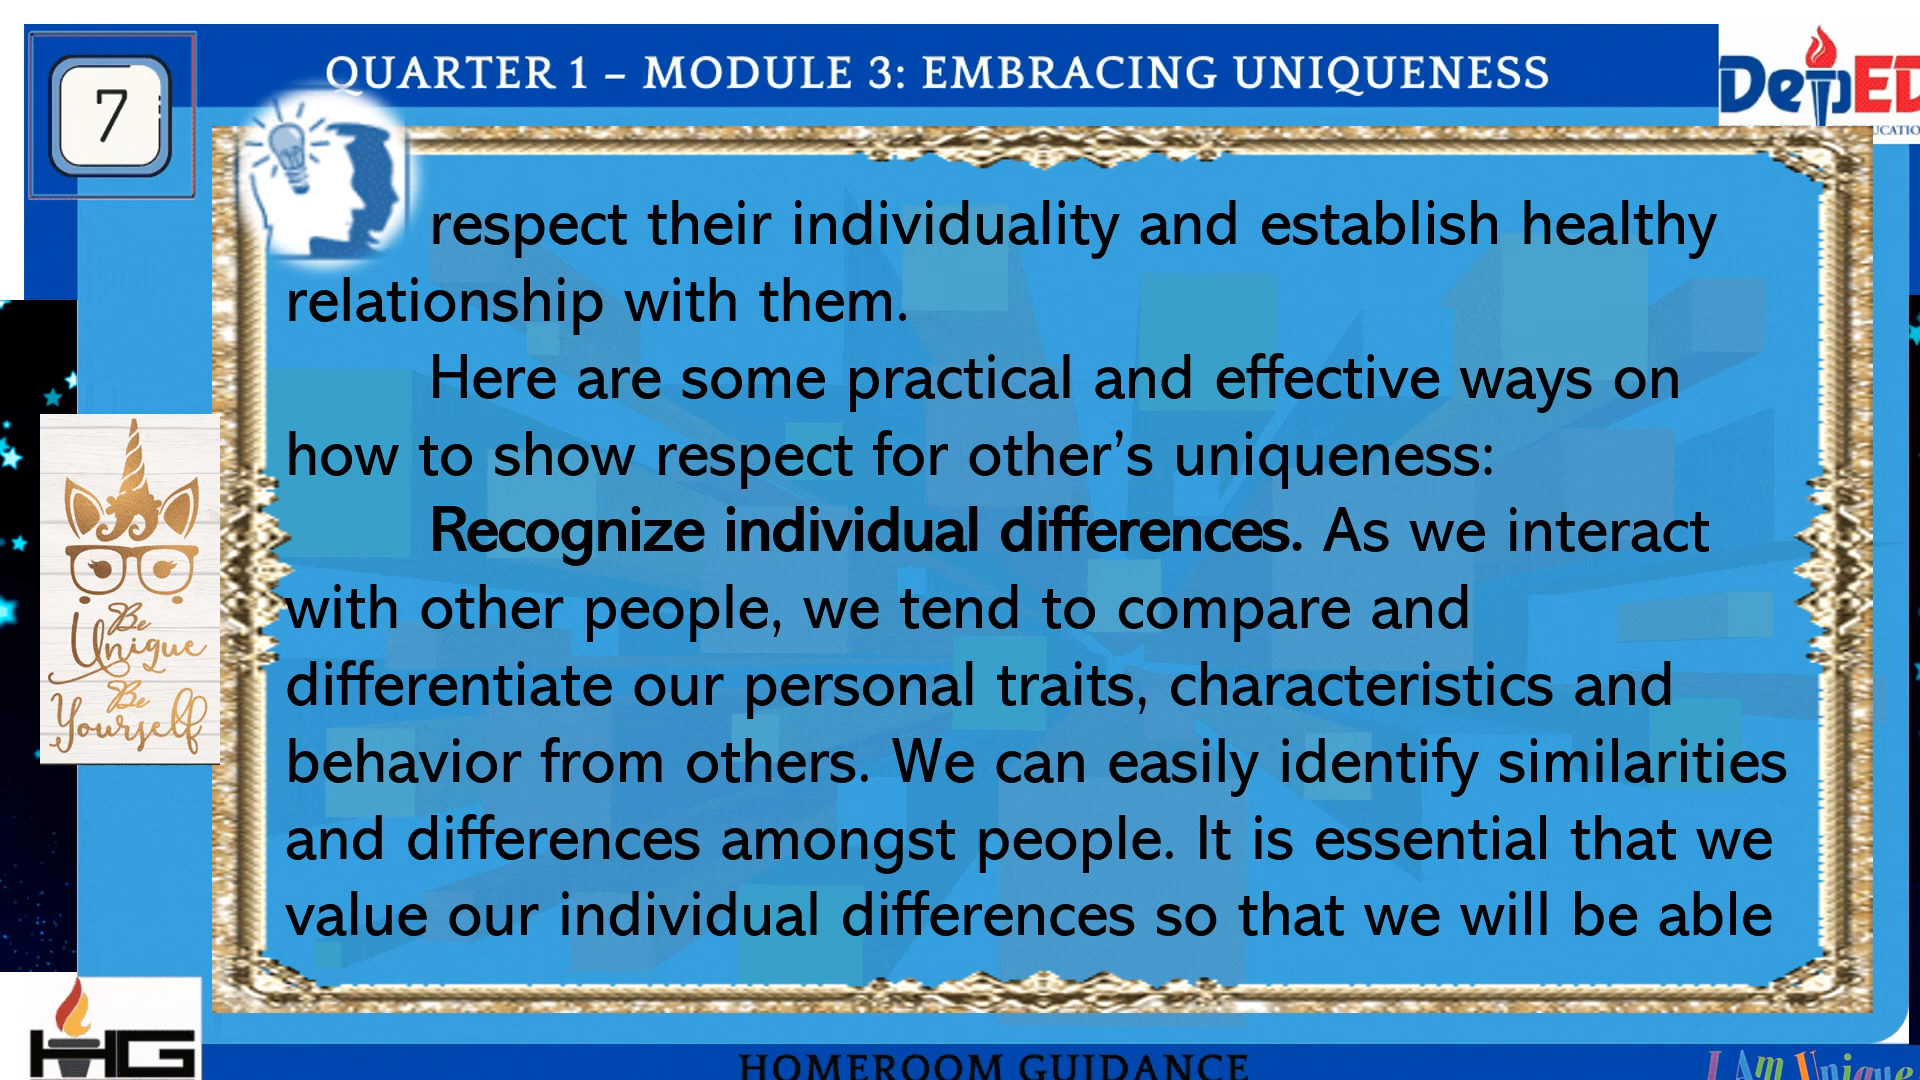 QUARTER 1 – MODULE 3: EMBRACING UNIQUENESS
7
DepED
UCATIO
respect their individuality and establish healthy
relationship with them.
Here are some practical and effective ways on
how to show respect for other’s uniqueness:
Recognize individual differences. As we interact
with other people, we tend to compare and
differentiate our personal traits, characteristics and
behavior from others. We can easily identify similarities
and differences amongst people. It is essential that we
value our individual differences so that we will be able
Be
Unique
Be
Yourself
HG
HOMEROOM GUIDANCE
I Am Unique